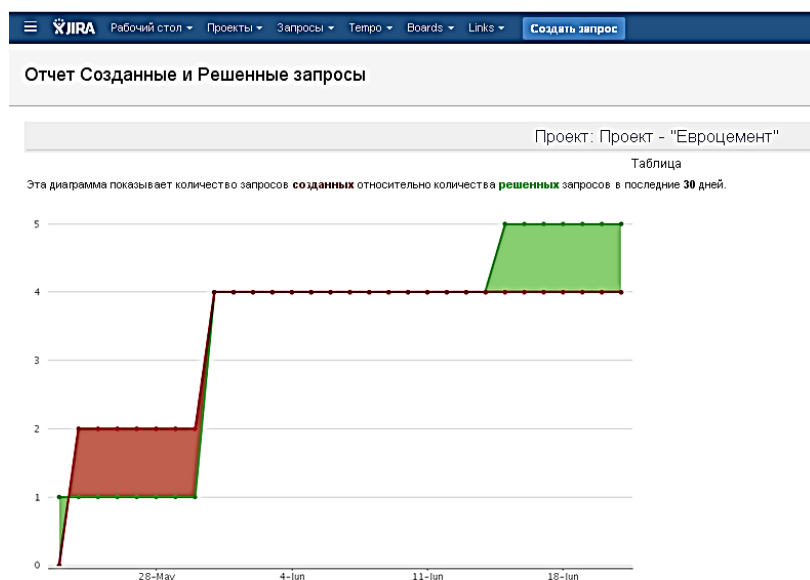 JIRA Рабочий стол Проекты Запросы Tempo Boards Links Создать запрос
Отчет Созданные и Решенные запросы
Проект: Проект - "Евроцемент"
Таблица
Эта диаграмма показывает количество запросов созданных относительно количества решенных запросов в последние 30 дней.
5
4
3
2
1
0
28-May 4-Jun 11-Jun 18-Jun